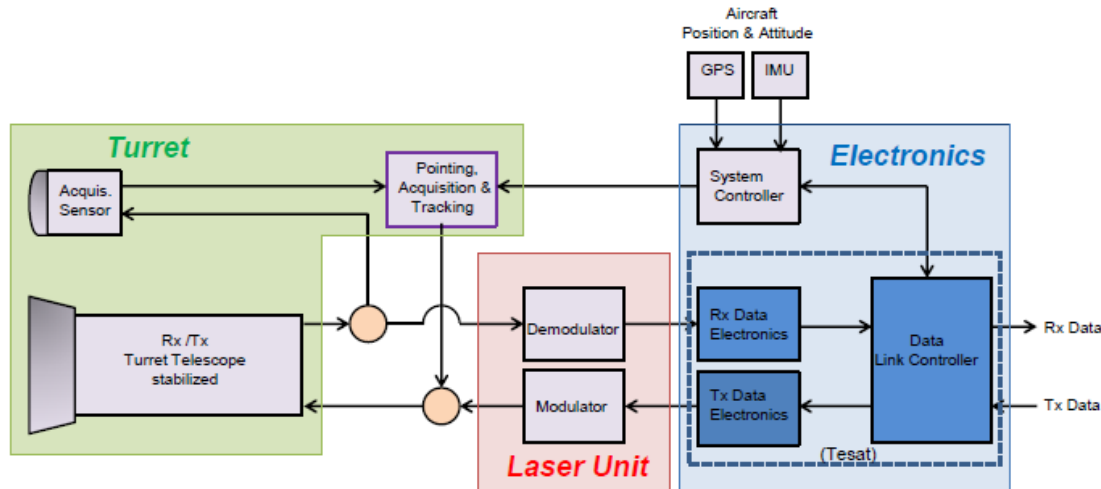 Aircraft
Position & Attitude
GPS
IMU
Turret
Electronics
Acquis.
Sensor
Pointing,
Acquisition &
Tracking
System
Controller
Rx /Tx
Turret Telescope
stabilized
Demodulator
Modulator
Laser Unit
Rx Data
Electronics
Tx Data
Electronics
Data
Link Controller
(Tesat)
Rx Data
Tx Data